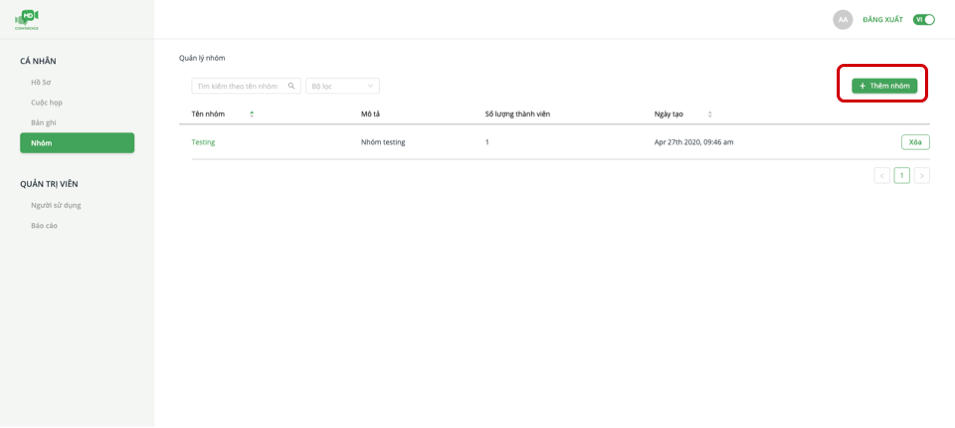 HD
CONFERENCE
AA
ĐĂNG XUẤT
VI
CÁ NHÂN
Hồ Sơ
Cuộc họp
Bản ghi
Nhóm
QUẢN TRỊ VIÊN
Người sử dụng
Báo cáo
Quản lý nhóm
Tìm kiếm theo tên nhóm
Bộ lọc
+ Thêm nhóm
Tên nhóm Mô tả Số lượng thành viên Ngày tạo
Testing Nhóm testing 1 Apr 27th 2020, 09:46 am Xóa
< 1 >